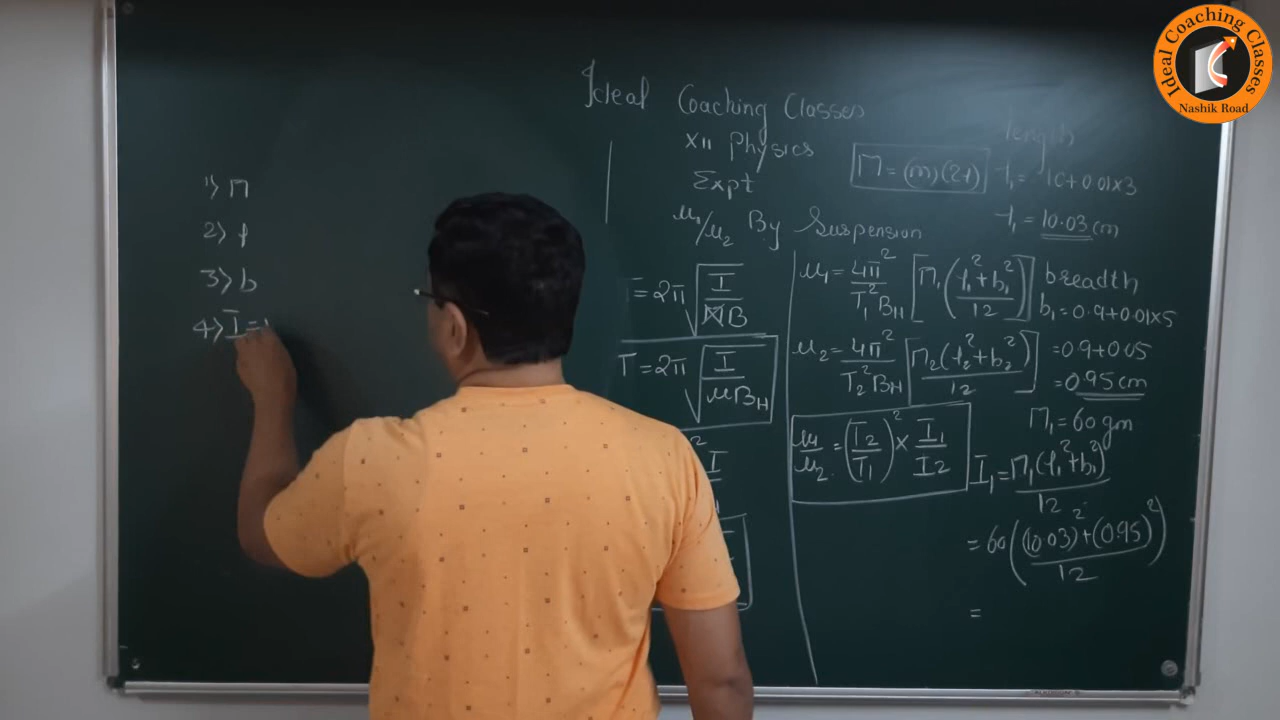 Ideal Coaching Classes
Nashik Road
Ideal Coaching Classes
XII Physics
Expt
μ₁/μ₂ By Suspension
M = (m)(2l)
1) M
2) l
3) b
4) I =
T = 2π √(I/MB)
T = 2π √(I/μB_H)
μ₁ = 4π²/T₁²B_H [M₁(l₁²+b₁²/12)]
μ₂ = 4π²/T₂²B_H [M₂(l₂²+b₂²)/12]
μ₁/μ₂ = (T₂/T₁)² × I₁/I₂
length
l₁ = 10+0.01×3
l₁ = 10.03 cm
breadth
b₁ = 0.9+0.01×5
= 0.9+0.05
= 0.95 cm
M₁ = 60 gm
I₁ = M₁(l₁²+b₁²)/12
= 60((10.03)²+(0.95)²/12)
=